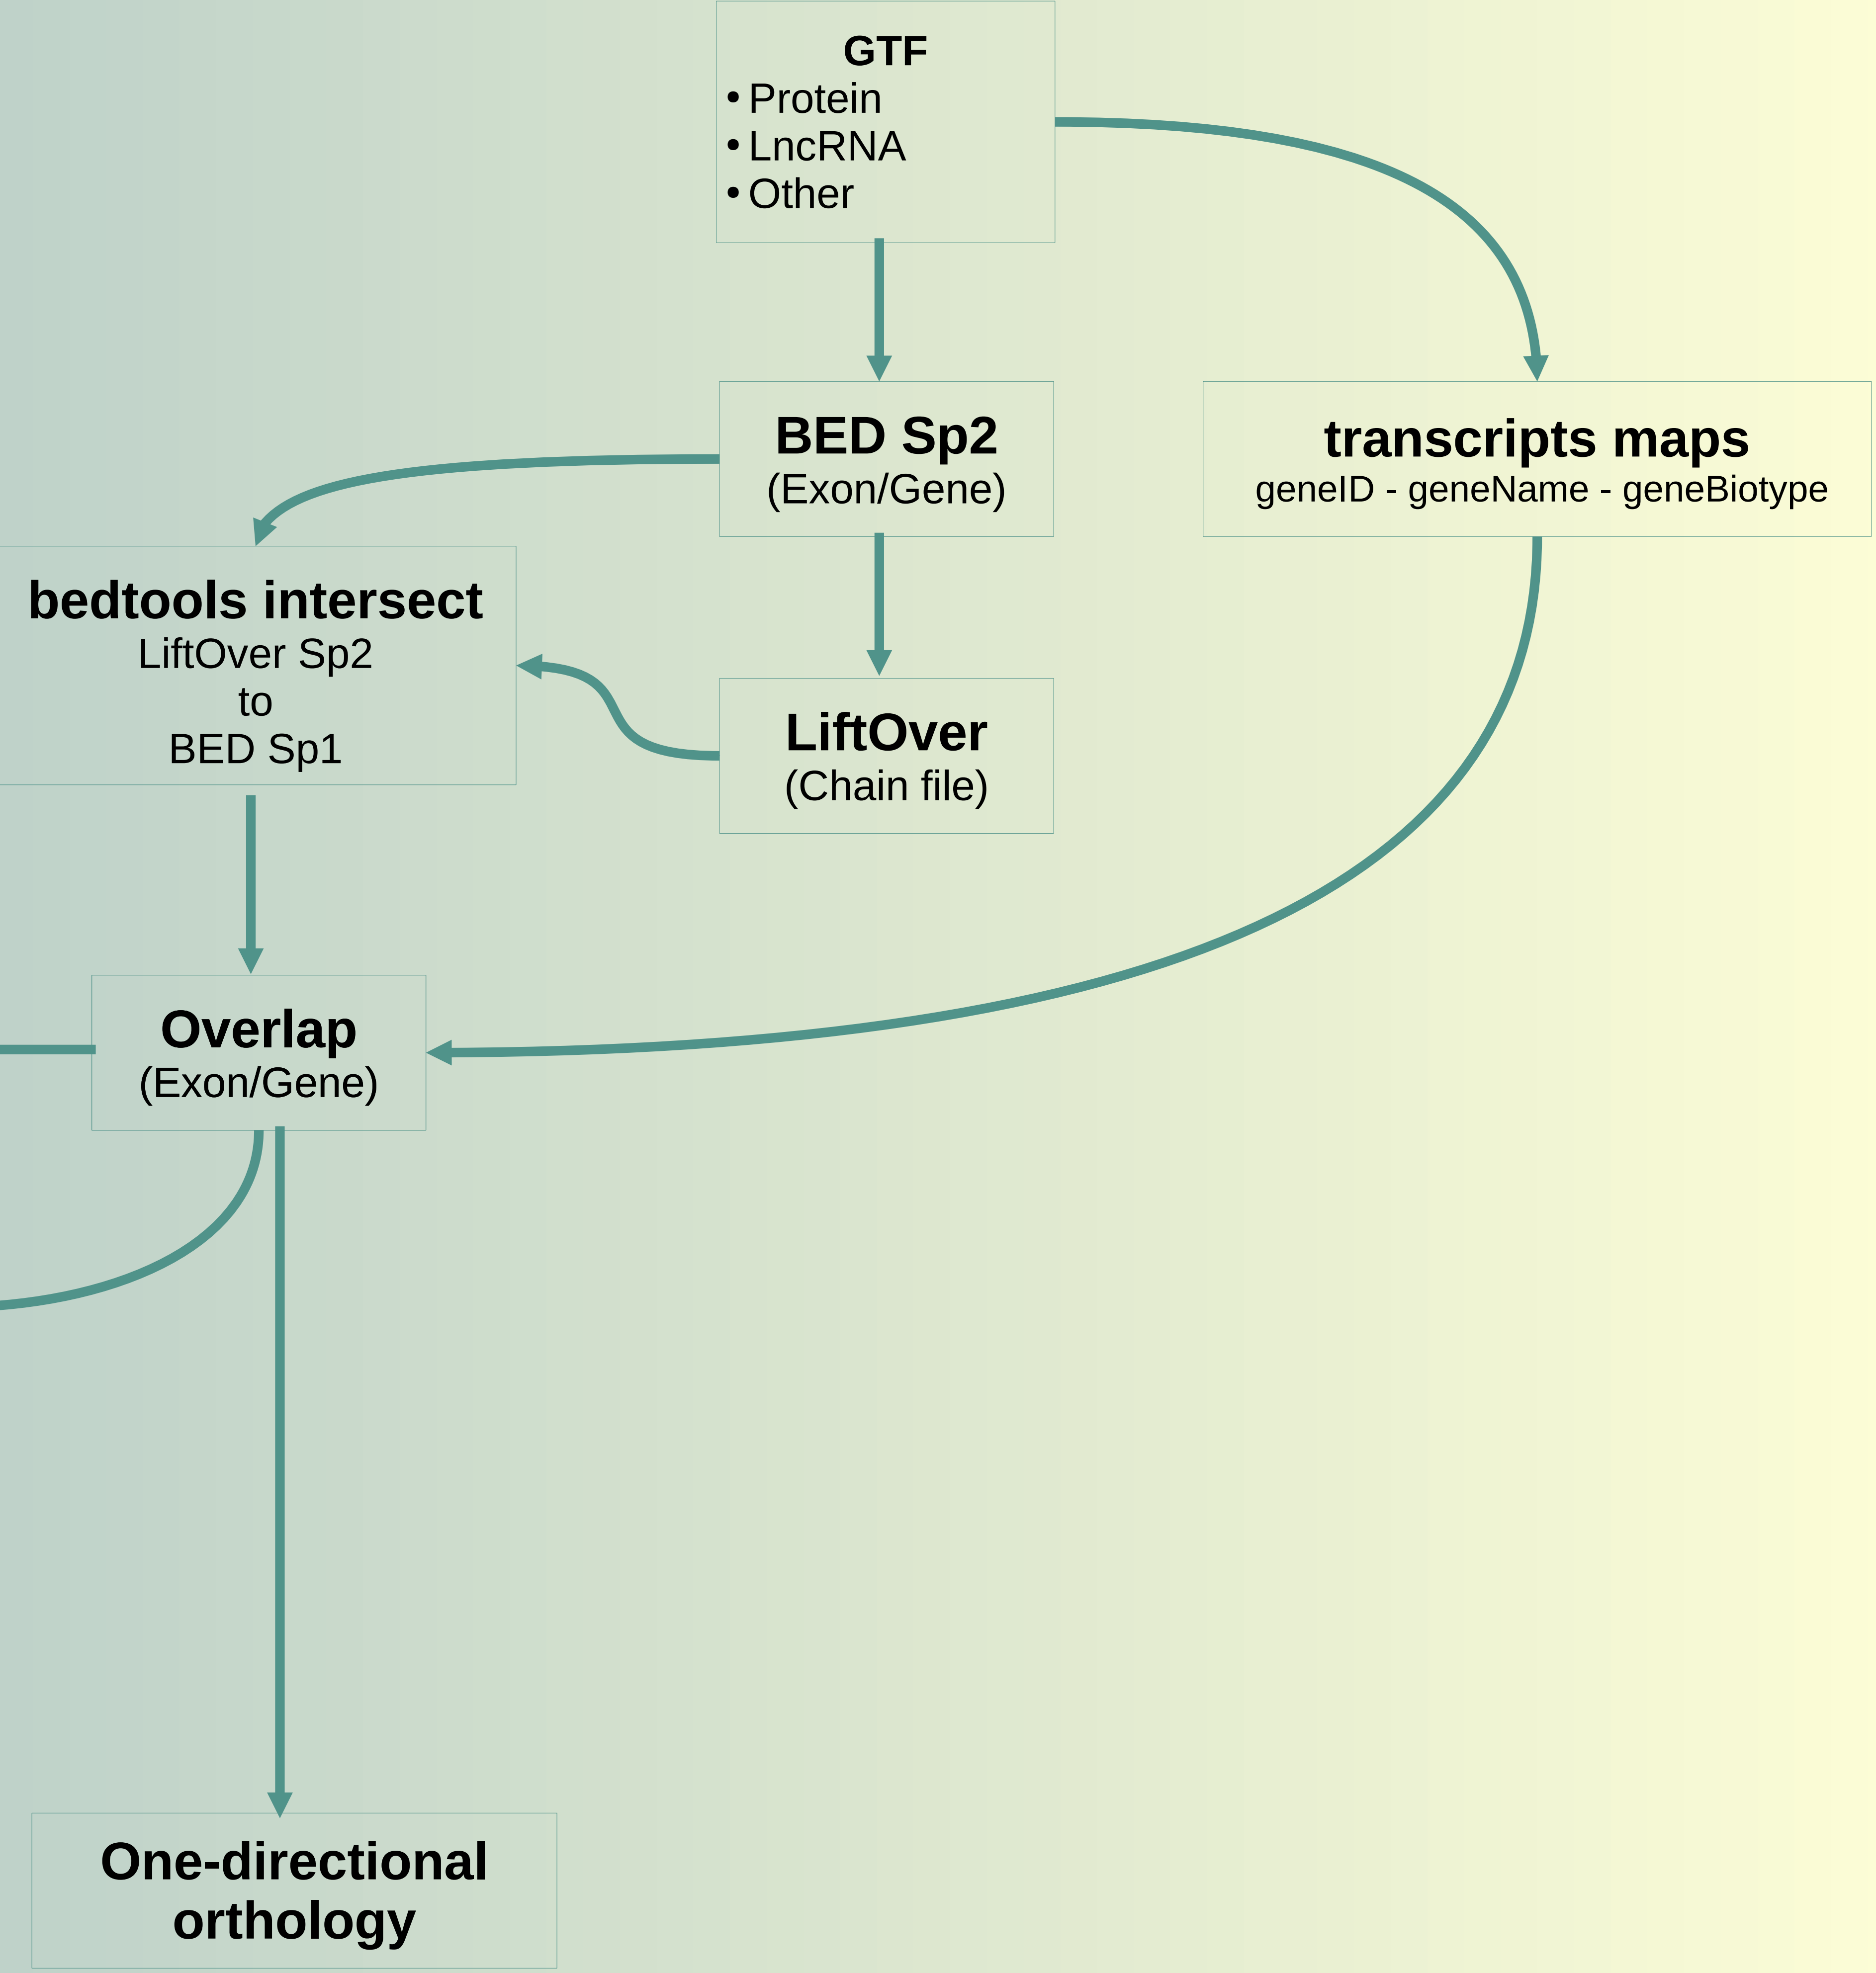 GTF
• Protein
• LncRNA
• Other
BED Sp2
(Exon/Gene)
transcripts maps
geneID - geneName - geneBiotype
bedtools intersect
LiftOver Sp2
to
BED Sp1
LiftOver
(Chain file)
Overlap
(Exon/Gene)
One-directional
orthology